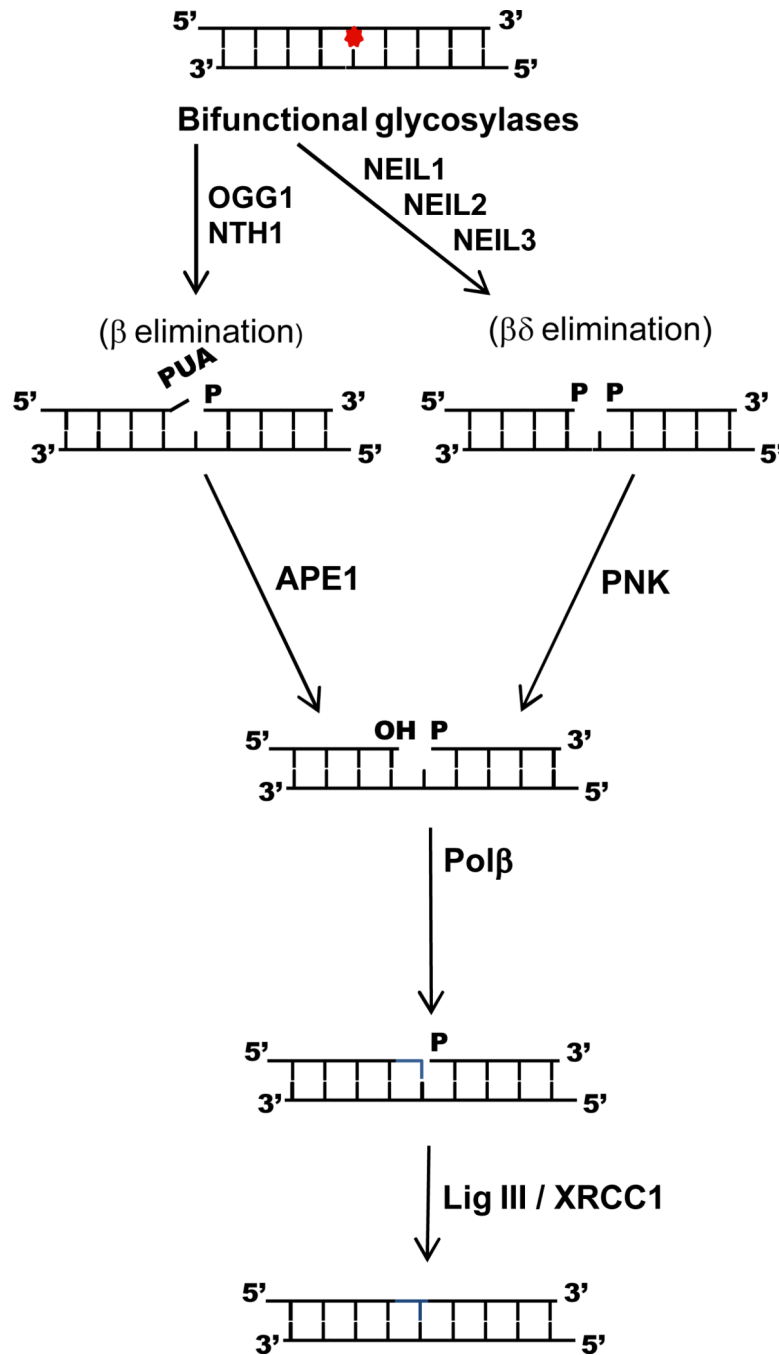 5’ 3’
3’ 5’
Bifunctional glycosylases
OGG1
NTH1
NEIL1
NEIL2
NEIL3
(β elimination)
(βδ elimination)
PUA P
5’ 3’
3’ 5’
P P
5’ 3’
3’ 5’
APE1
PNK
OH P
5’ 3’
3’ 5’
Polβ
P
5’ 3’
3’ 5’
Lig III / XRCC1
5’ 3’
3’ 5’